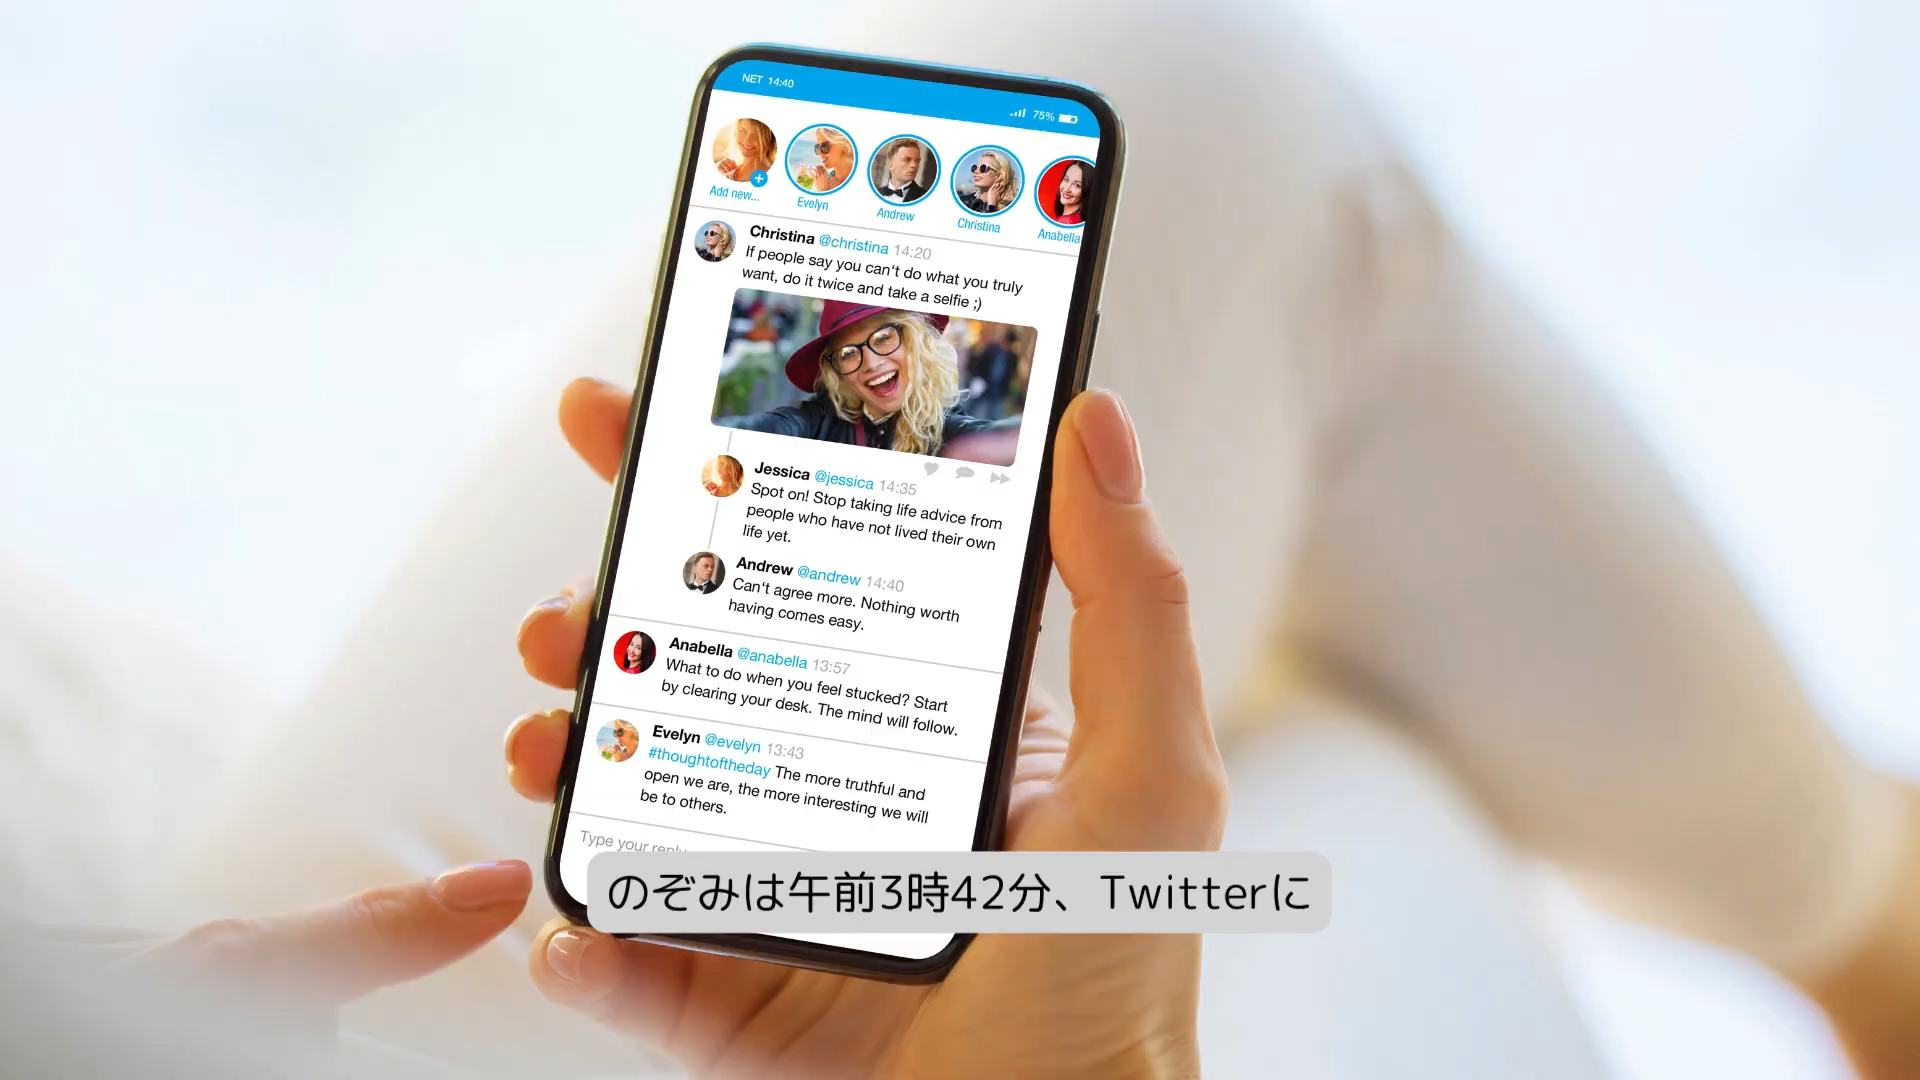 NET 14:40
75%
Add new...
Evelyn
Andrew
Christina
Anabella
Christina @christina 14:20
If people say you can't do what you truly
want, do it twice and take a selfie ;)
Jessica @jessica 14:35
Spot on! Stop taking life advice from
people who have not lived their own
life yet.
Andrew @andrew 14:40
Can't agree more. Nothing worth
having comes easy.
Anabella @anabella 13:57
What to do when you feel stucked? Start
by clearing your desk. The mind will follow.
Evelyn @evelyn 13:43
#thoughtoftheday The more truthful and
open we are, the more interesting we will
be to others.
Type your reply
のぞみは午前3時42分、Twitterに